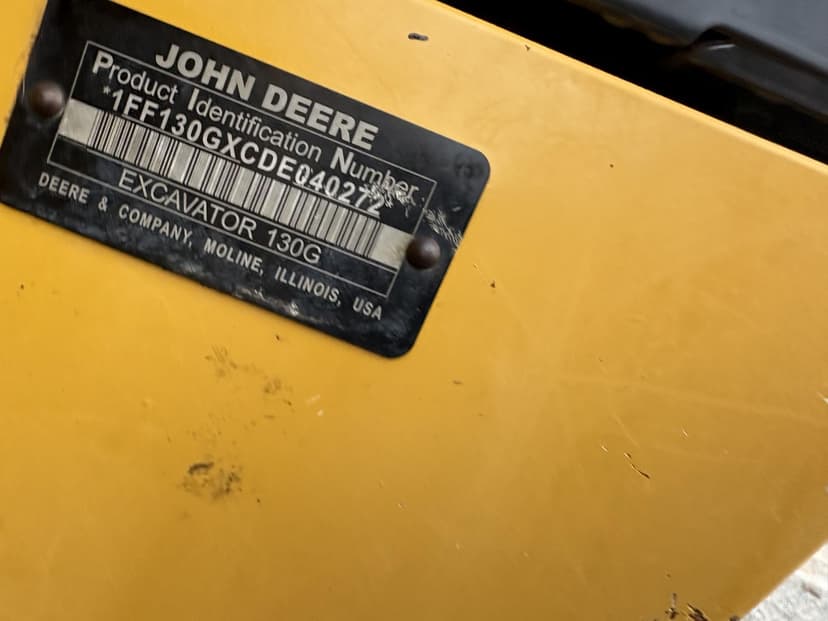 JOHN DEERE
Product Identification Number
*1FF130GXCDE040272
EXCAVATOR 130G
DEERE & COMPANY, MOLINE, ILLINOIS, USA